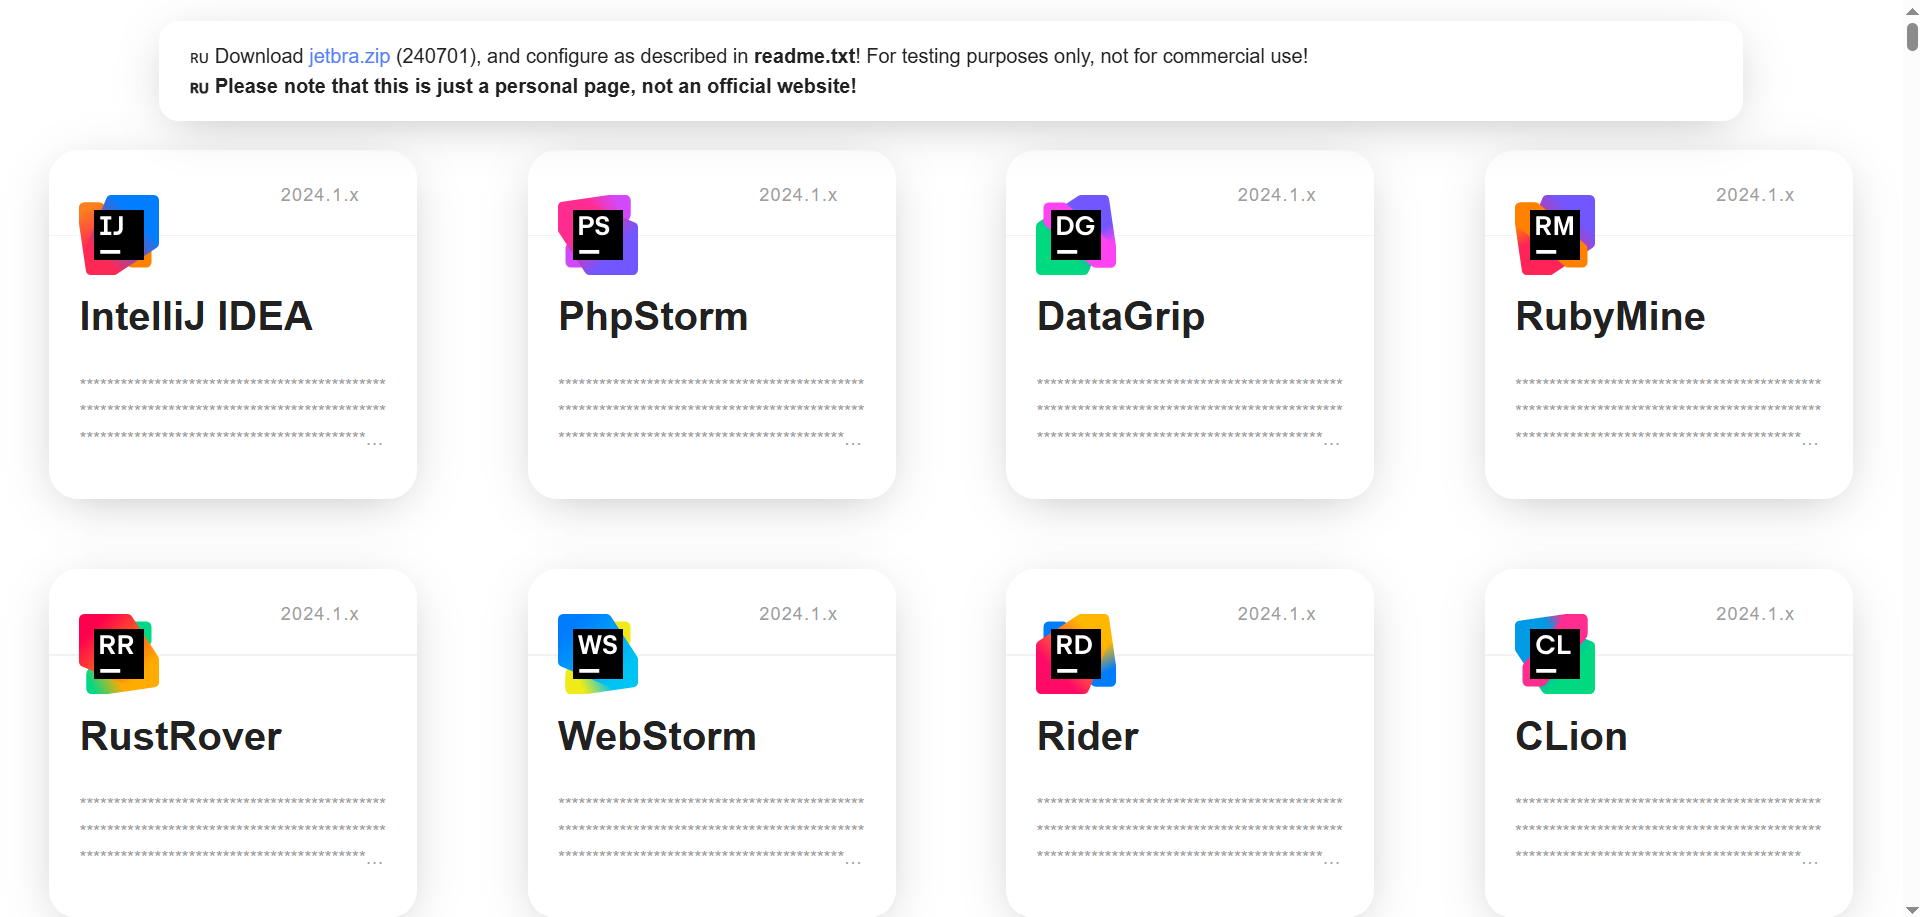 RU Download jetbra.zip (240701), and configure as described in readme.txt! For testing purposes only, not for commercial use!
RU Please note that this is just a personal page, not an official website!
2024.1.x
2024.1.x
2024.1.x
2024.1.x
IJ
PS
DG
RM
IntelliJ IDEA
PhpStorm
DataGrip
RubyMine
*********************************************
*********************************************
*********************************************
*********************************************
*********************************************
*********************************************
*********************************************
*********************************************
******************************************...
******************************************...
******************************************...
******************************************...
2024.1.x
2024.1.x
2024.1.x
2024.1.x
RR
WS
RD
CL
RustRover
WebStorm
Rider
CLion
*********************************************
*********************************************
*********************************************
*********************************************
*********************************************
*********************************************
*********************************************
*********************************************
******************************************...
******************************************...
******************************************...
******************************************...